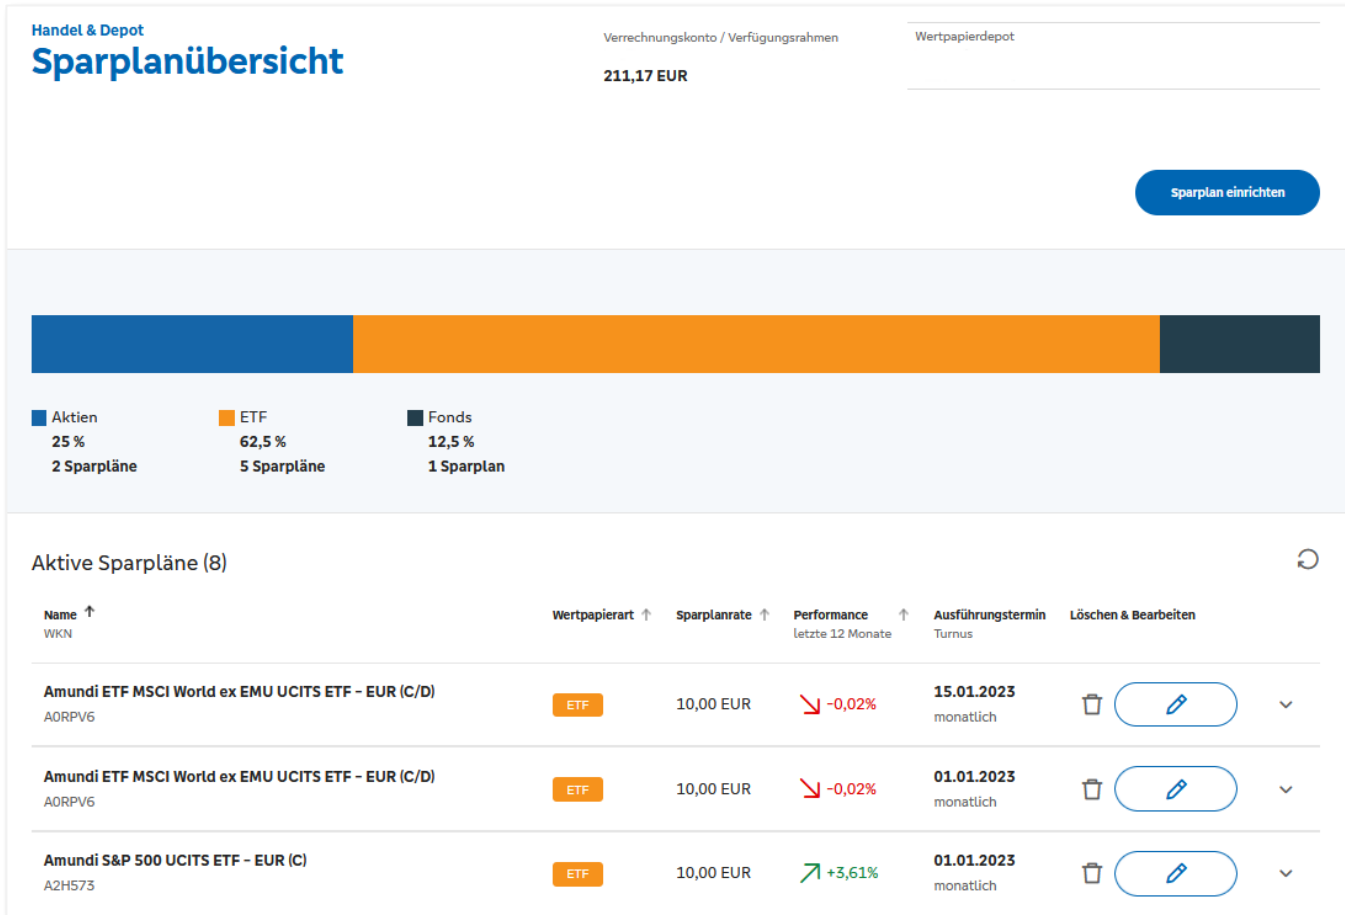 Handel & Depot
Sparplanübersicht
Verrechnungskonto / Verfügungsrahmen
211,17 EUR
Wertpapierdepot
Sparplan einrichten
Aktien
25 %
2 Sparpläne
ETF
62,5 %
5 Sparpläne
Fonds
12,5 %
1 Sparplan
Aktive Sparpläne (8)
Name
WKN
Wertpapierart
Sparplanrate
Performance
letzte 12 Monate
Ausführungstermin
Turnus
Löschen & Bearbeiten
Amundi ETF MSCI World ex EMU UCITS ETF - EUR (C/D)
A0RPV6
ETF
10,00 EUR
-0,02%
15.01.2023
monatlich
Amundi ETF MSCI World ex EMU UCITS ETF - EUR (C/D)
A0RPV6
ETF
10,00 EUR
-0,02%
01.01.2023
monatlich
Amundi S&P 500 UCITS ETF - EUR (C)
A2H573
ETF
10,00 EUR
+3,61%
01.01.2023
monatlich